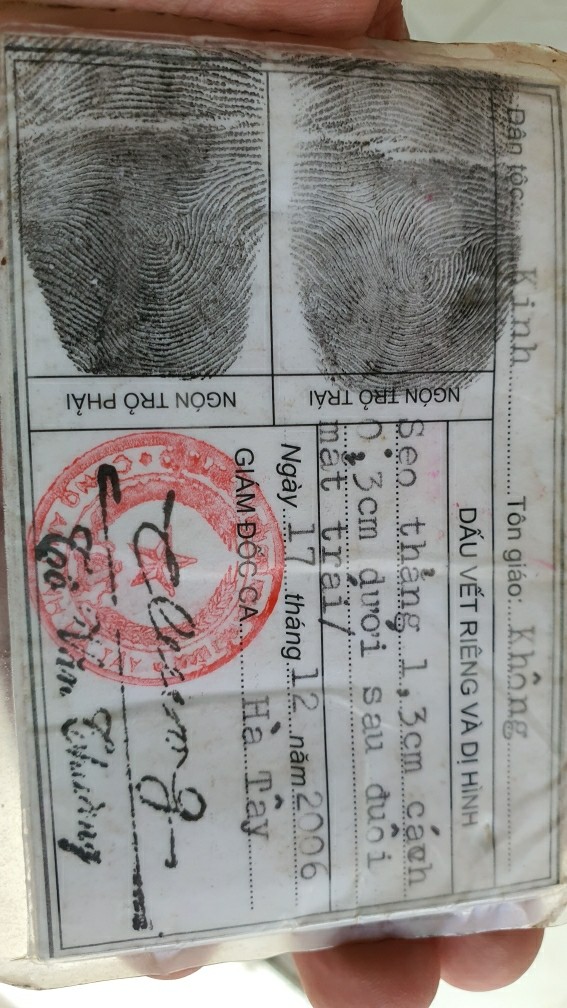 Dân tộc: Kinh Tôn giáo: Không
NGÓN TRỎ TRÁI
NGÓN TRỎ PHẢI
DẤU VẾT RIÊNG VÀ DỊ HÌNH
Sẹo thẳng 1,3cm cách
0,3cm dưới sau đuôi
mắt trái/
Ngày 17 tháng 12 năm 2006
GIÁM ĐỐC CA Hà Tây
Văn